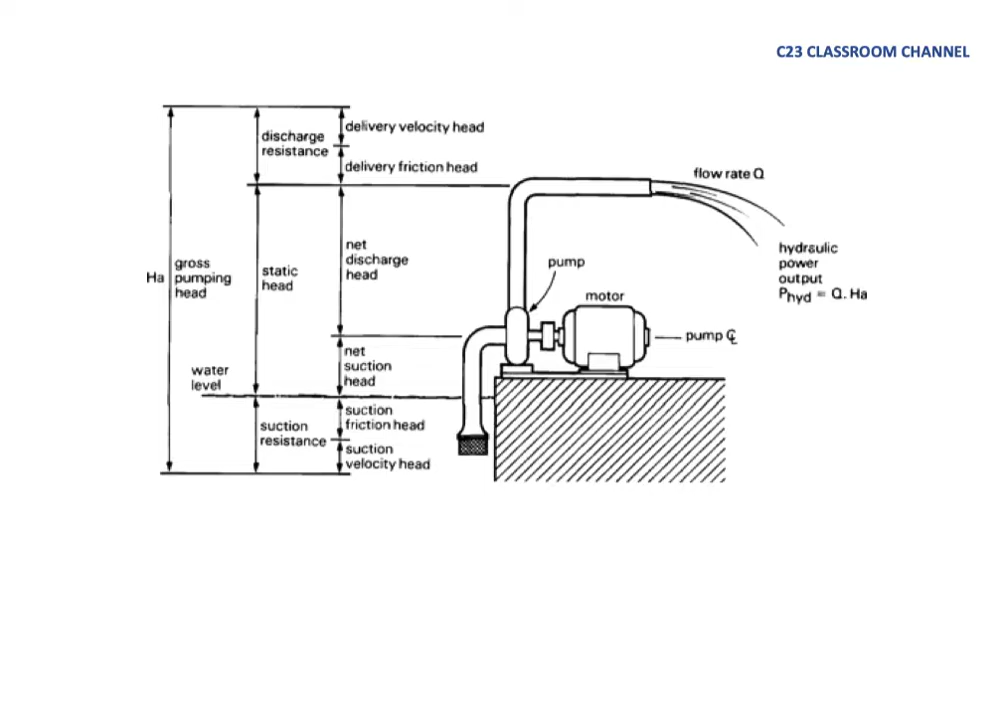 C23 CLASSROOM CHANNEL
delivery velocity head
discharge
resistance
delivery friction head
flow rate Q
net
discharge
head
hydraulic
power
output
Phyd = Q. Ha
pump
Ha
gross
pumping
head
static
head
motor
pump ℄
net
suction
head
water
level
suction
friction head
suction
resistance
suction
velocity head